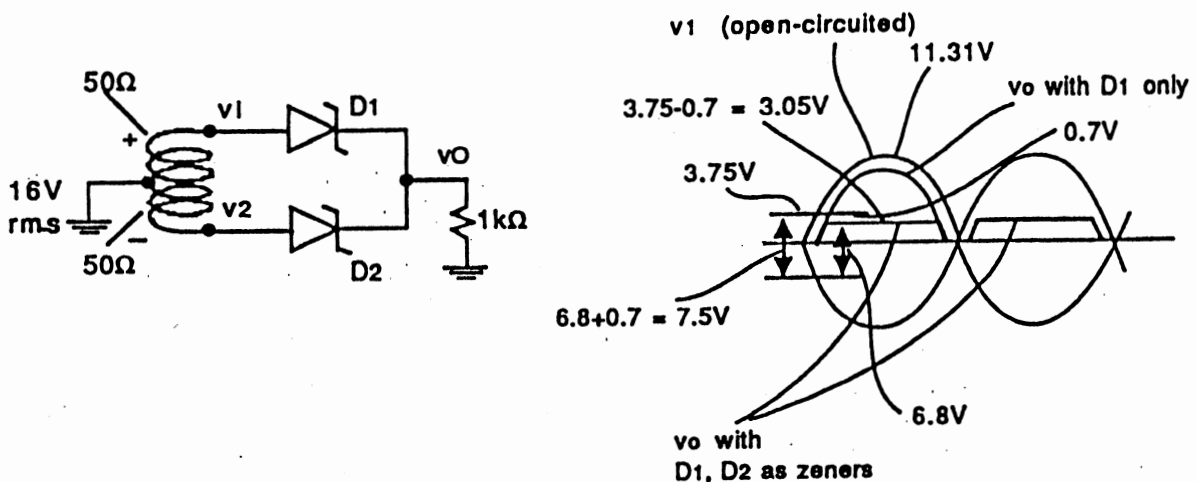 50Ω
vI
D1
+
16V
rms
vO
v2
1kΩ
−
50Ω
D2
v1 (open-circuited)
11.31V
vo with D1 only
3.75-0.7 = 3.05V
0.7V
3.75V
6.8+0.7 = 7.5V
6.8V
vo with
D1, D2 as zeners